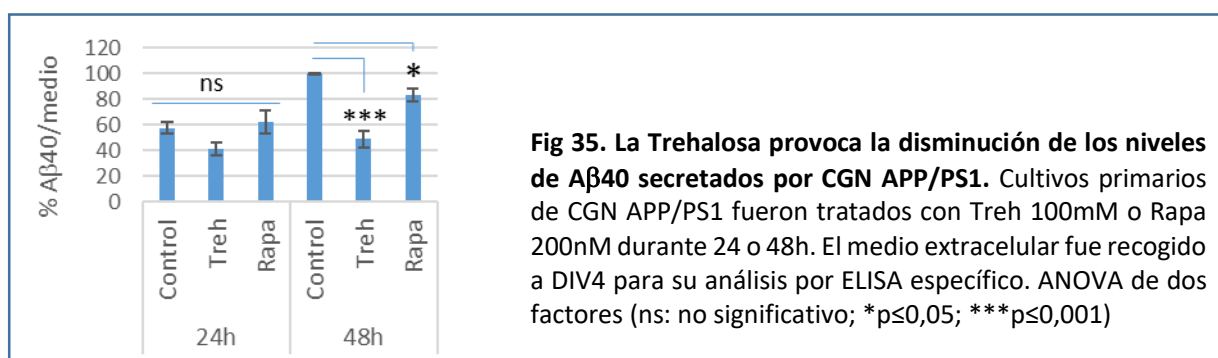 120
100
80
60
40
20
0
% Aβ40/medio
ns
***
*
Control
Treh
Rapa
Control
Treh
Rapa
24h
48h
Fig 35. La Trehalosa provoca la disminución de los niveles
de Aβ40 secretados por CGN APP/PS1. Cultivos primarios
de CGN APP/PS1 fueron tratados con Treh 100mM o Rapa
200nM durante 24 o 48h. El medio extracelular fue recogido
a DIV4 para su análisis por ELISA específico. ANOVA de dos
factores (ns: no significativo; *p≤0,05; ***p≤0,001)